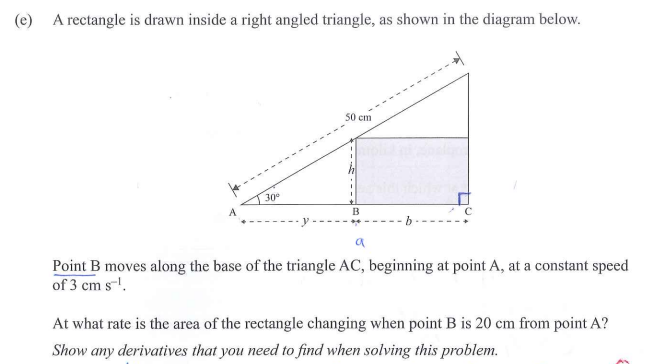 (e) A rectangle is drawn inside a right angled triangle, as shown in the diagram below.
50 cm
h
30°
A
B
C
y
b
a
Point B moves along the base of the triangle AC, beginning at point A, at a constant speed
of 3 cm s⁻¹.
At what rate is the area of the rectangle changing when point B is 20 cm from point A?
Show any derivatives that you need to find when solving this problem.